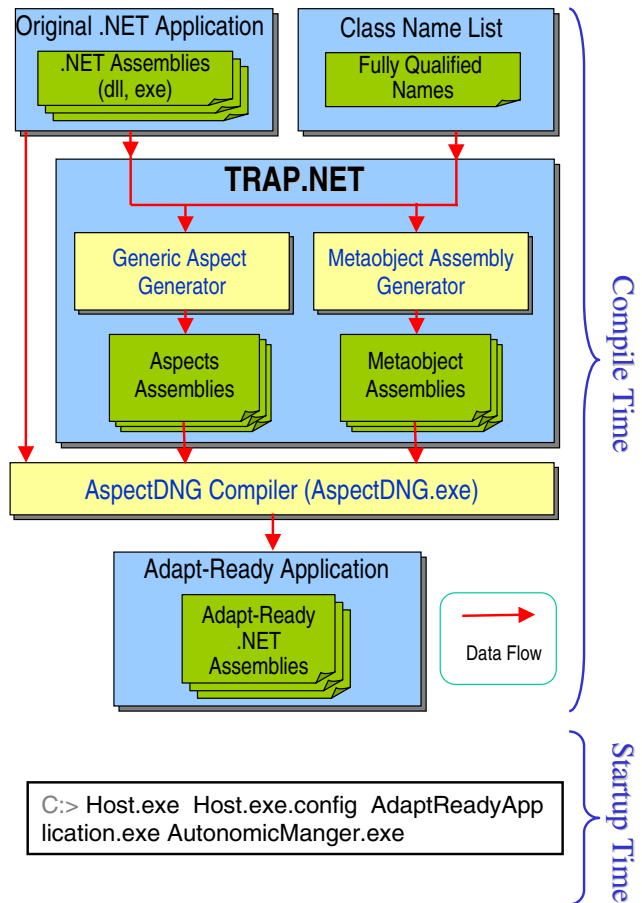 Original .NET Application
.NET Assemblies
(dll, exe)
Class Name List
Fully Qualified
Names
TRAP.NET
Generic Aspect
Generator
Metaobject Assembly
Generator
Aspects
Assemblies
Metaobject
Assemblies
AspectDNG Compiler (AspectDNG.exe)
Adapt-Ready Application
Adapt-Ready
.NET
Assemblies
Data Flow
Compile Time
C:> Host.exe Host.exe.config AdaptReadyApp
lication.exe AutonomicManger.exe
Startup Time